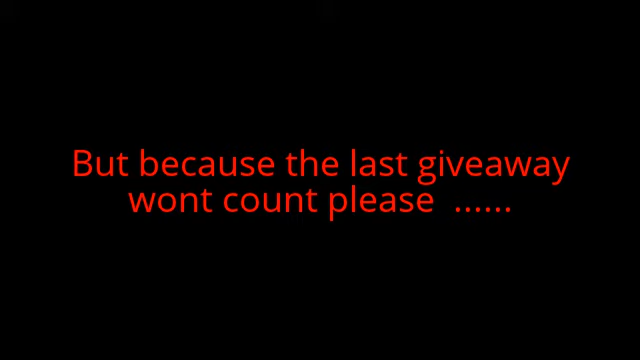 But because the last giveaway
wont count please  ......